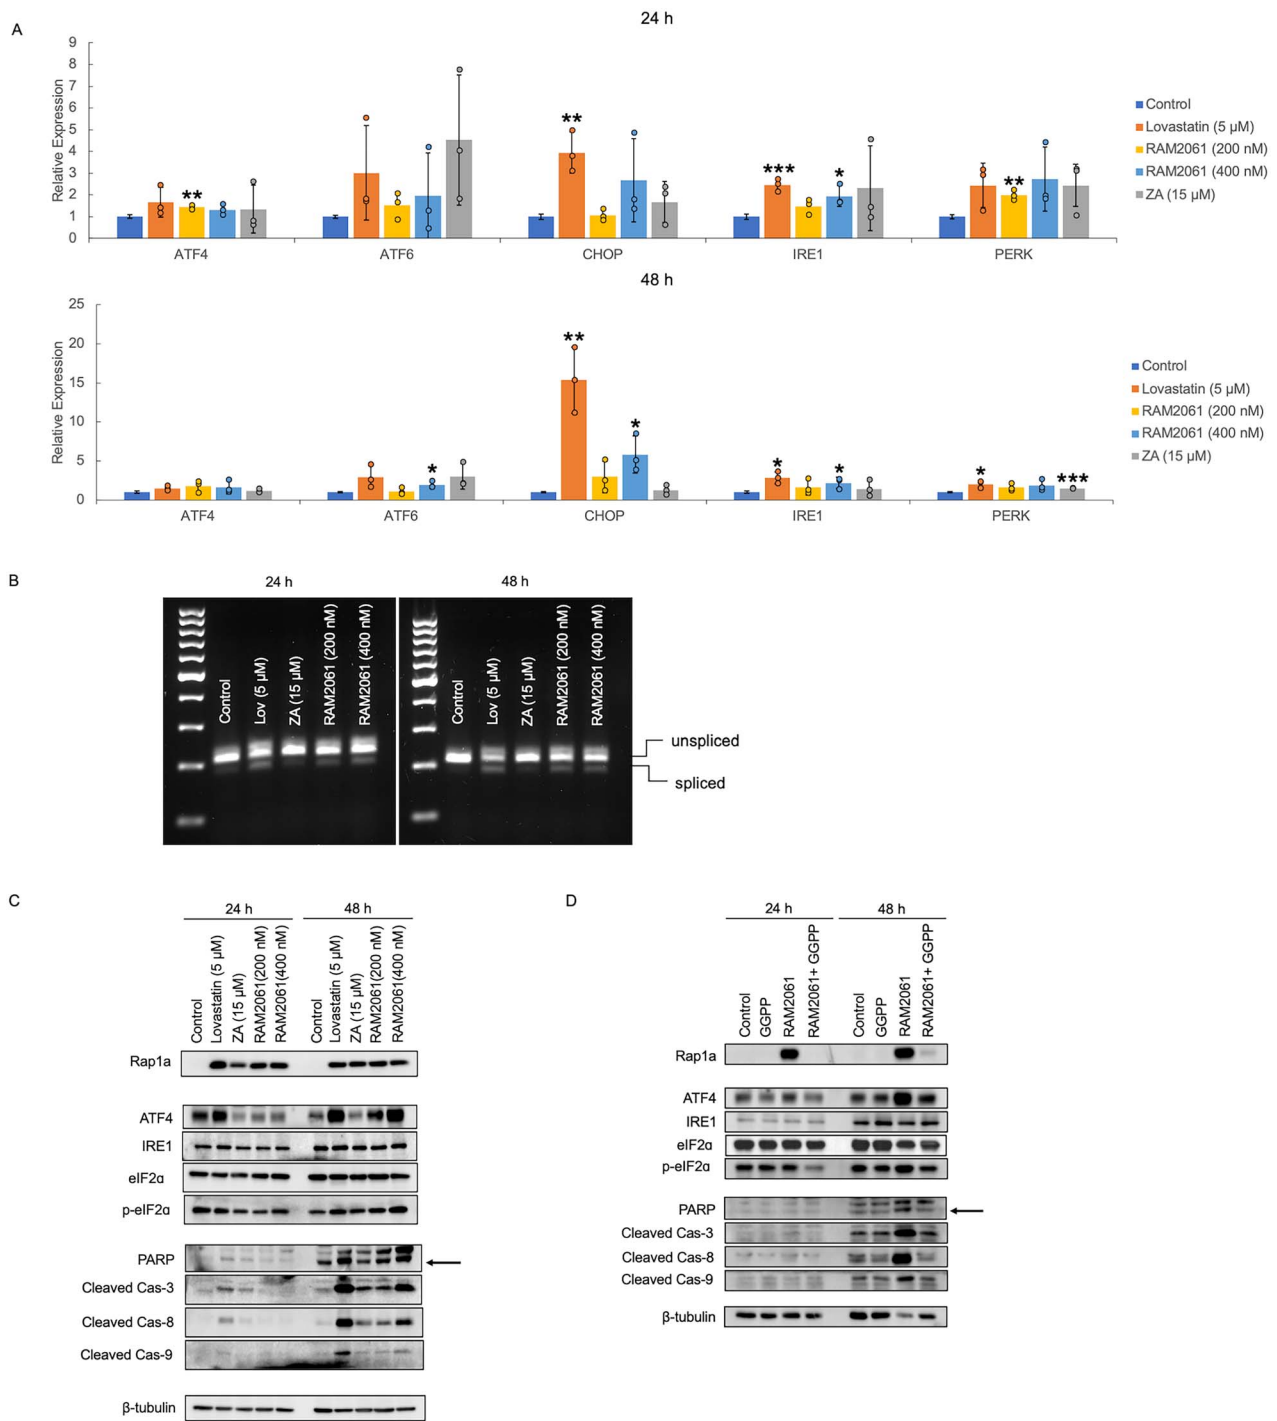 A
24 h
Relative Expression
9
8
7
6
5
4
3
2
1
0
** ** *** * **
ATF4 ATF6 CHOP IRE1 PERK
Control
Lovastatin (5 µM)
RAM2061 (200 nM)
RAM2061 (400 nM)
ZA (15 µM)
48 h
Relative Expression
25
20
15
10
5
0
* ** * * * * ***
ATF4 ATF6 CHOP IRE1 PERK
Control
Lovastatin (5 µM)
RAM2061 (200 nM)
RAM2061 (400 nM)
ZA (15 µM)
B
24 h
48 h
Control
Lov (5 µM)
ZA (15 µM)
RAM2061 (200 nM)
RAM2061 (400 nM)
Control
Lov (5 µM)
ZA (15 µM)
RAM2061 (200 nM)
RAM2061 (400 nM)
unspliced
spliced
C
24 h
48 h
Control
Lovastatin (5 µM)
ZA (15 µM)
RAM2061(200 nM)
RAM2061(400 nM)
Control
Lovastatin (5 µM)
ZA (15 µM)
RAM2061(200 nM)
RAM2061(400 nM)
Rap1a
ATF4
IRE1
eIF2α
p-eIF2α
PARP
Cleaved Cas-3
Cleaved Cas-8
Cleaved Cas-9
β-tubulin
D
24 h
48 h
Control
GGPP
RAM2061
RAM2061+ GGPP
Control
GGPP
RAM2061
RAM2061+ GGPP
Rap1a
ATF4
IRE1
eIF2α
p-eIF2α
PARP
Cleaved Cas-3
Cleaved Cas-8
Cleaved Cas-9
β-tubulin